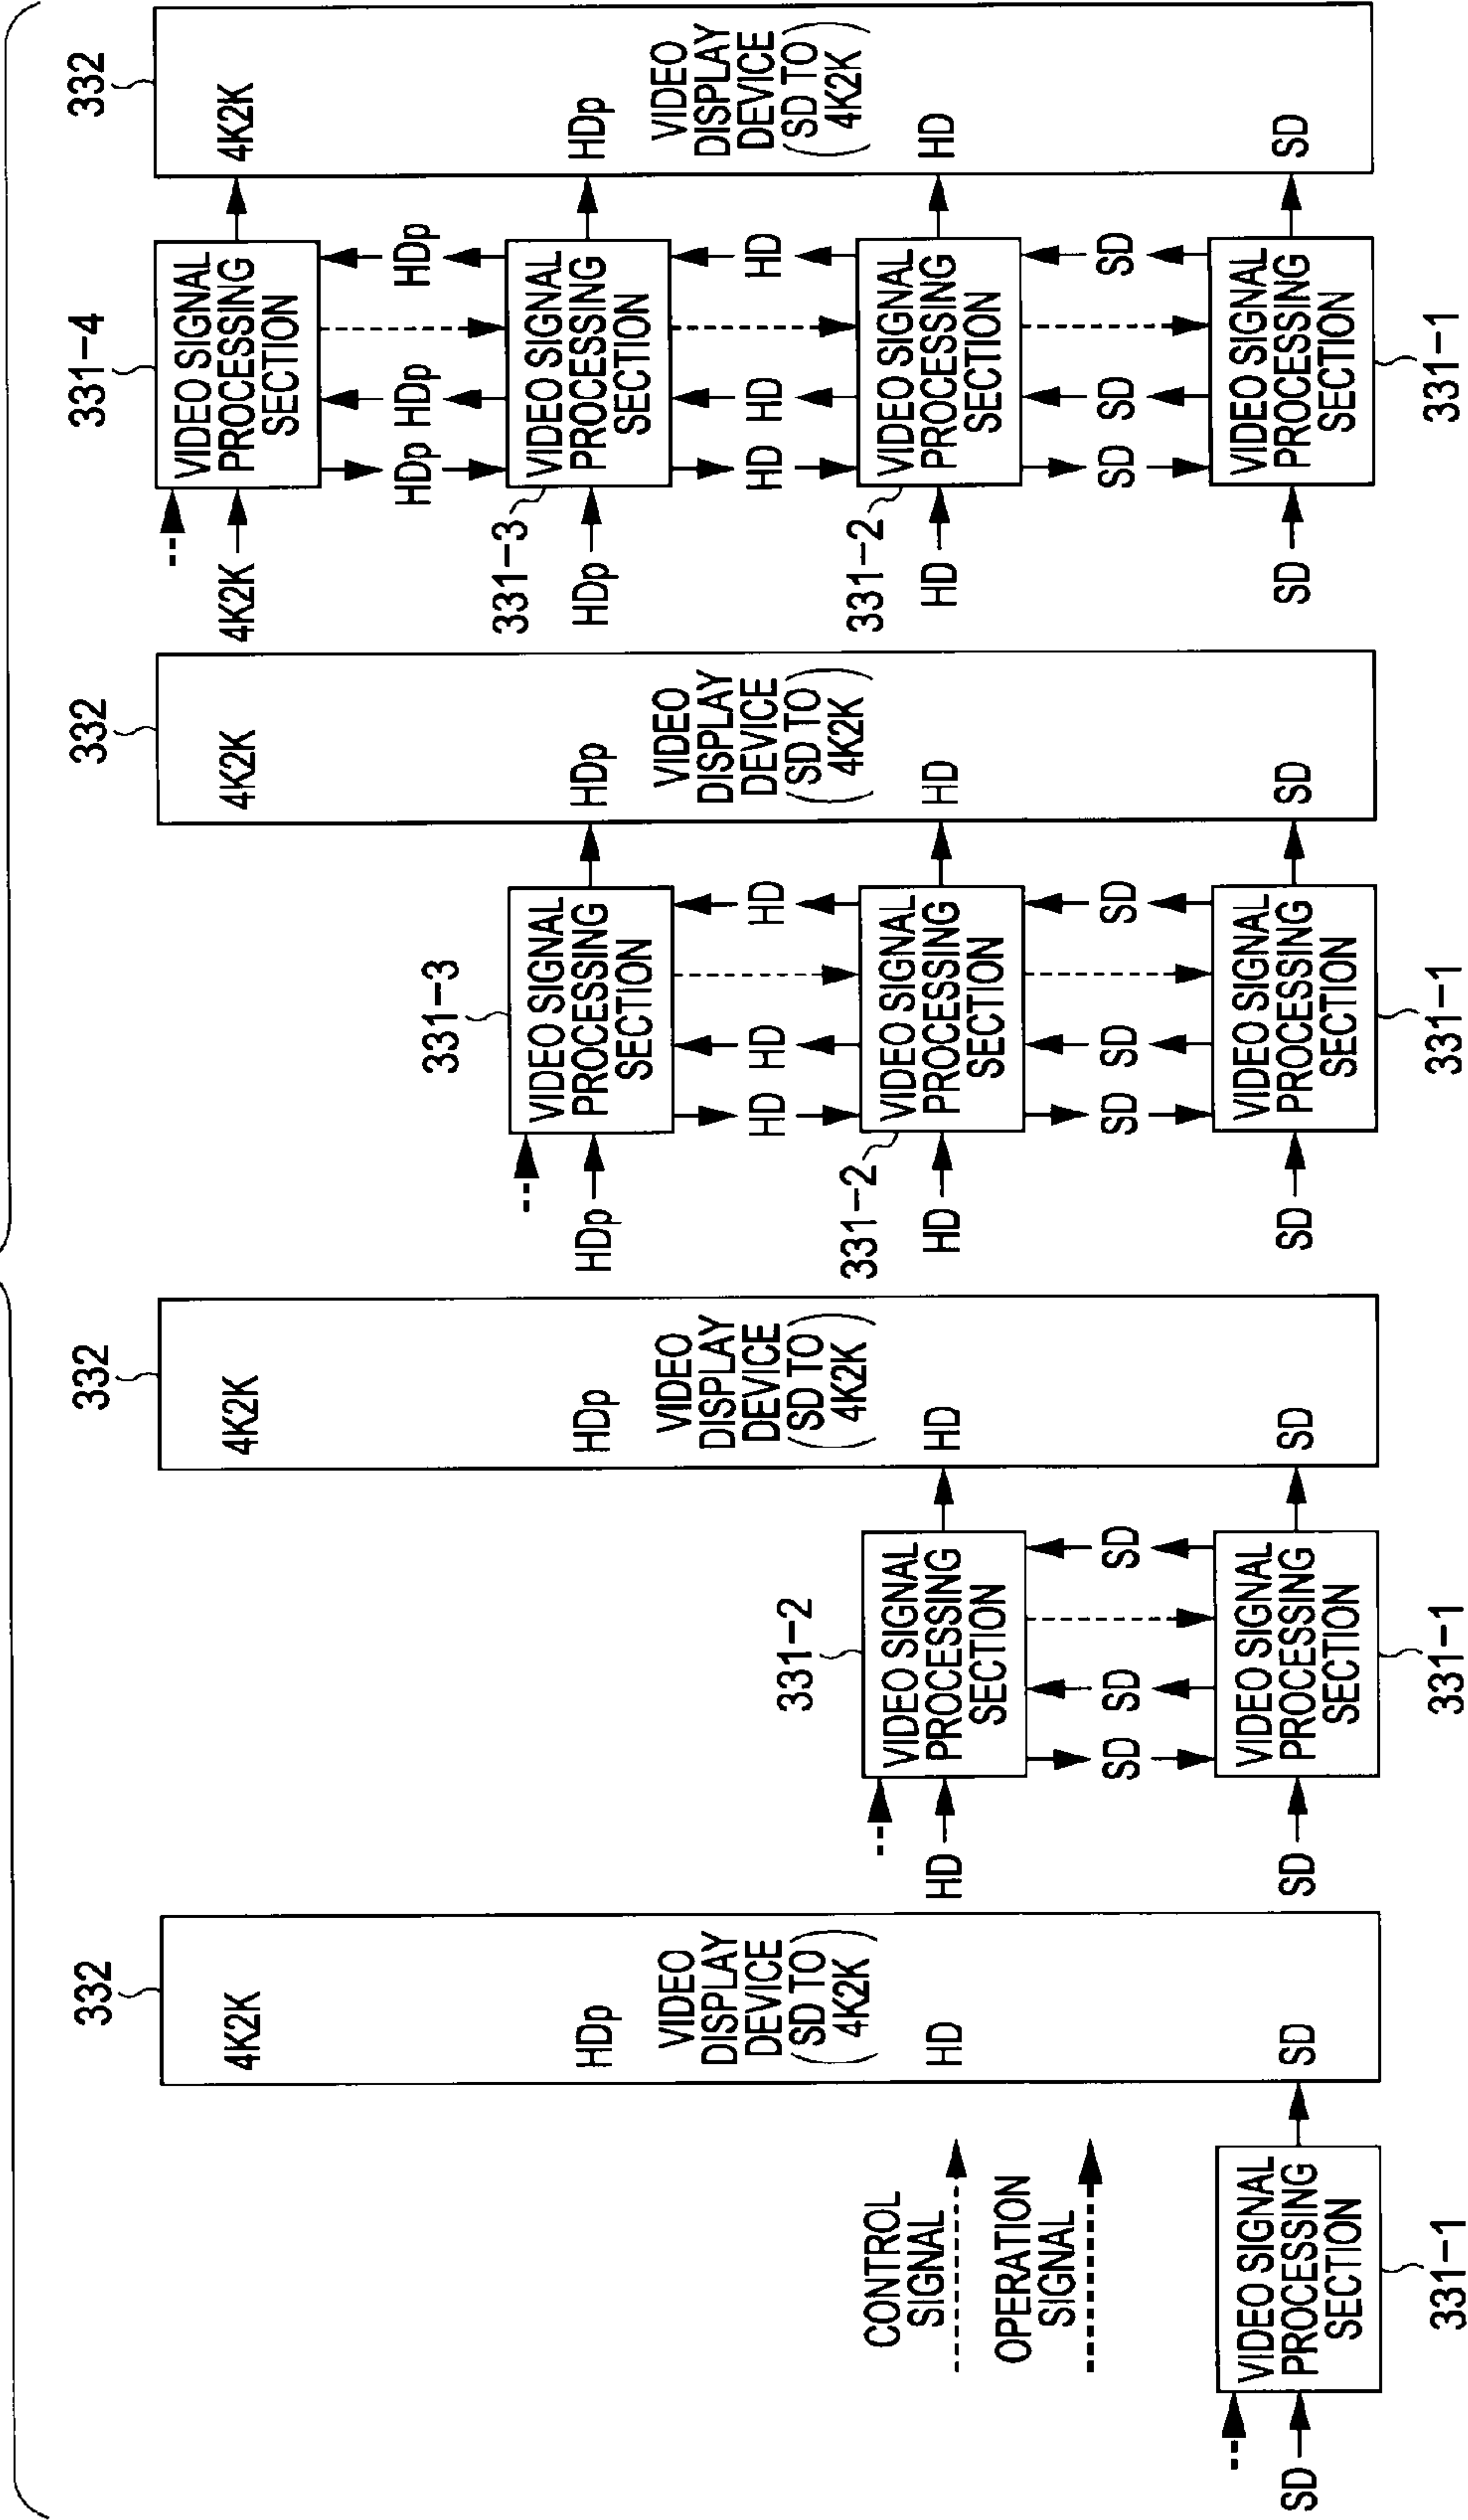 332
4K2K
HDp
VIDEO
DISPLAY
DEVICE
(SD TO
4K2K)
HD
SD
CONTROL
SIGNAL
OPERATION
SIGNAL
VIDEO SIGNAL
PROCESSING
SECTION
SD
331-1
332
4K2K
HDp
VIDEO
DISPLAY
DEVICE
(SD TO
4K2K)
HD
SD
331-2
VIDEO SIGNAL
PROCESSING
SECTION
HD
SD SD SD
VIDEO SIGNAL
PROCESSING
SECTION
SD
331-1
332
4K2K
HDp
VIDEO
DISPLAY
DEVICE
(SD TO
4K2K)
HD
SD
331-3
VIDEO SIGNAL
PROCESSING
SECTION
HDp
HD HD HD
331-2
VIDEO SIGNAL
PROCESSING
SECTION
HD
SD SD SD
VIDEO SIGNAL
PROCESSING
SECTION
SD
331-1
332
4K2K
HDp
VIDEO
DISPLAY
DEVICE
(SD TO
4K2K)
HD
SD
331-4
VIDEO SIGNAL
PROCESSING
SECTION
4K2K
HDp HDp HDp
331-3
VIDEO SIGNAL
PROCESSING
SECTION
HDp
HD HD HD
331-2
VIDEO SIGNAL
PROCESSING
SECTION
HD
SD SD SD
VIDEO SIGNAL
PROCESSING
SECTION
SD
331-1